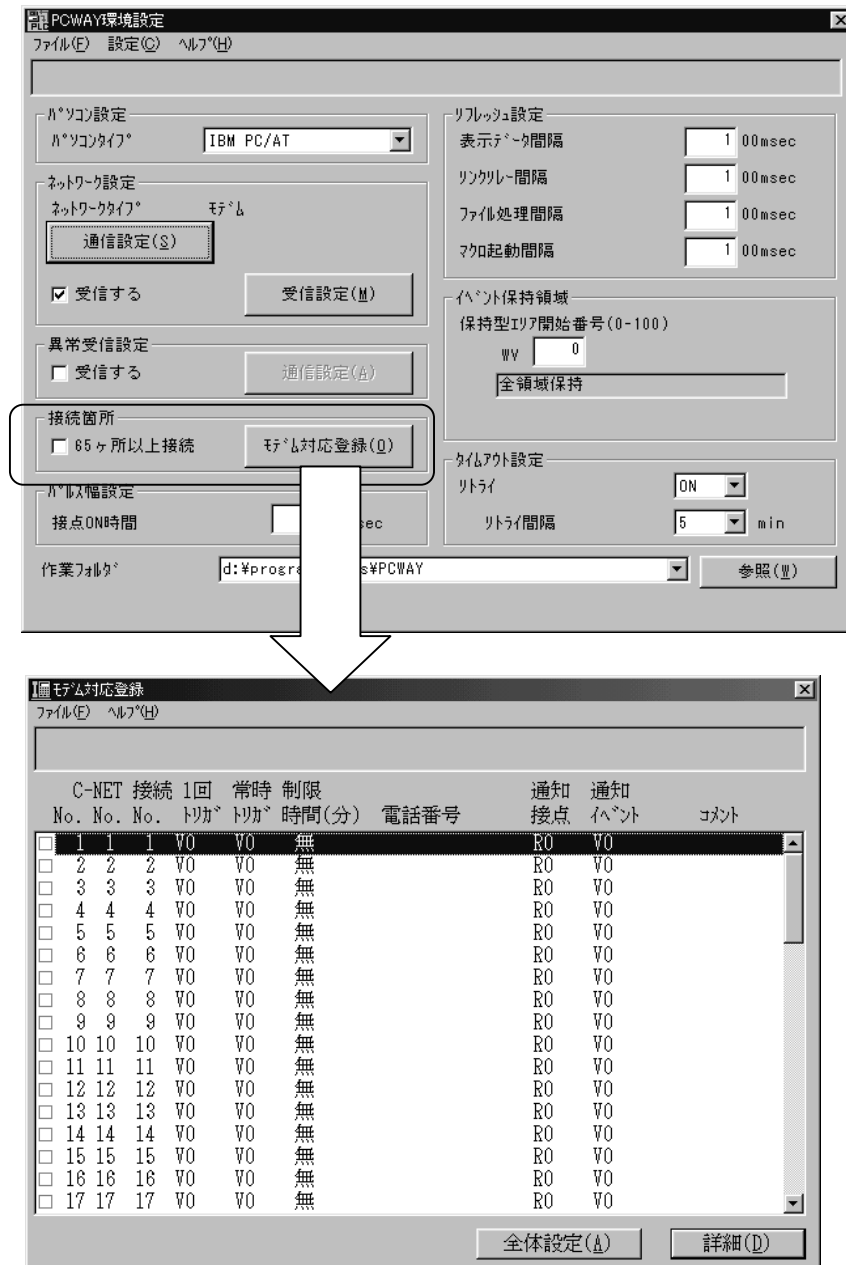 PCWAY環境設定
ファイル(F) 設定(C) ヘルプ(H)
パソコン設定
パソコンタイプ IBM PC/AT
ネットワーク設定
ネットワークタイプ モデム
通信設定(S)
受信する 受信設定(M)
異常受信設定
受信する 通信設定(A)
接続箇所
65ヶ所以上接続 モデム対応登録(O)
パルス幅設定
接点ON時間 sec
リフレッシュ設定
表示データ間隔 1 00msec
リンクリレー間隔 1 00msec
ファイル処理間隔 1 00msec
マクロ起動間隔 1 00msec
イベント保持領域
保持型エリア開始番号(0-100)
WV 0
全領域保持
タイムアウト設定
リトライ ON
リトライ間隔 5 min
作業フォルダ d:¥progra s¥PCWAY 参照(W)
モデム対応登録
ファイル(F) ヘルプ(H)
C-NET 接続 1回 常時 制限 通知 通知
No. No. No. トリガ トリガ 時間(分) 電話番号 接点 イベント コメント
1 1 1 V0 V0 無 R0 V0
2 2 2 V0 V0 無 R0 V0
3 3 3 V0 V0 無 R0 V0
4 4 4 V0 V0 無 R0 V0
5 5 5 V0 V0 無 R0 V0
6 6 6 V0 V0 無 R0 V0
7 7 7 V0 V0 無 R0 V0
8 8 8 V0 V0 無 R0 V0
9 9 9 V0 V0 無 R0 V0
10 10 10 V0 V0 無 R0 V0
11 11 11 V0 V0 無 R0 V0
12 12 12 V0 V0 無 R0 V0
13 13 13 V0 V0 無 R0 V0
14 14 14 V0 V0 無 R0 V0
15 15 15 V0 V0 無 R0 V0
16 16 16 V0 V0 無 R0 V0
17 17 17 V0 V0 無 R0 V0
全体設定(A) 詳細(D)